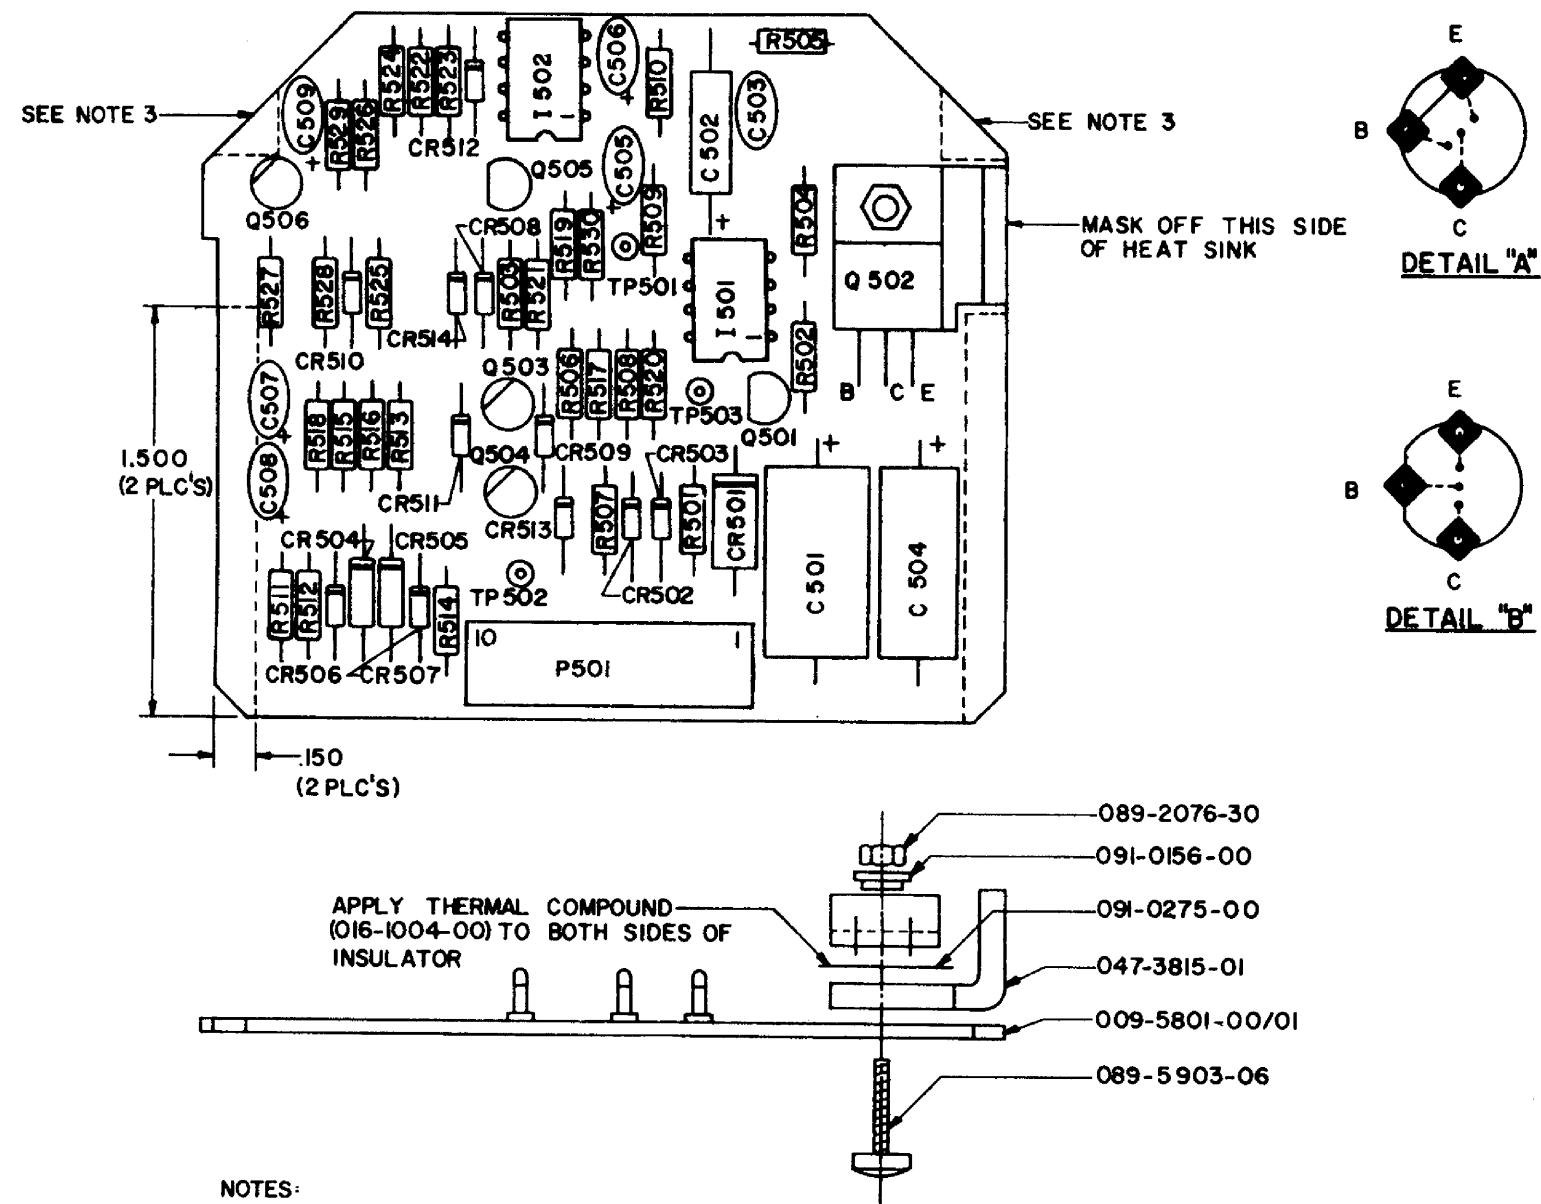 R505
C506
R524
R522
R523
I 502
R510
E
SEE NOTE 3
C509
R529
R526
1
+
C502
C503
SEE NOTE 3
B
CR512
+
C505
Q505
+
C
Q506
CR508
R519
R530
R509
+
R504
MASK OFF THIS SIDE
OF HEAT SINK
DETAIL "A"
R527
R528
R525
R503
R521
TP501
I 501
Q 502
CR514
1
R502
CR510
Q503
R506
R517
R508
R520
TP503
B C E
E
C507
+
R518
R515
R516
R513
Q501
1.500
(2 PLC'S)
Q504
CR509
CR503
+
+
B
C508
+
CR511
CR513
R507
R501
CR501
CR504
CR505
C 501
C 504
C
R511
R512
R514
TP502
CR502
DETAIL "B"
10
1
CR506
CR507
P501
.150
(2 PLC'S)
089-2076-30
091-0156-00
APPLY THERMAL COMPOUND
(016-1004-00) TO BOTH SIDES OF
INSULATOR
091-0275-00
047-3815-01
009-5801-00/01
089-5903-06
NOTES: